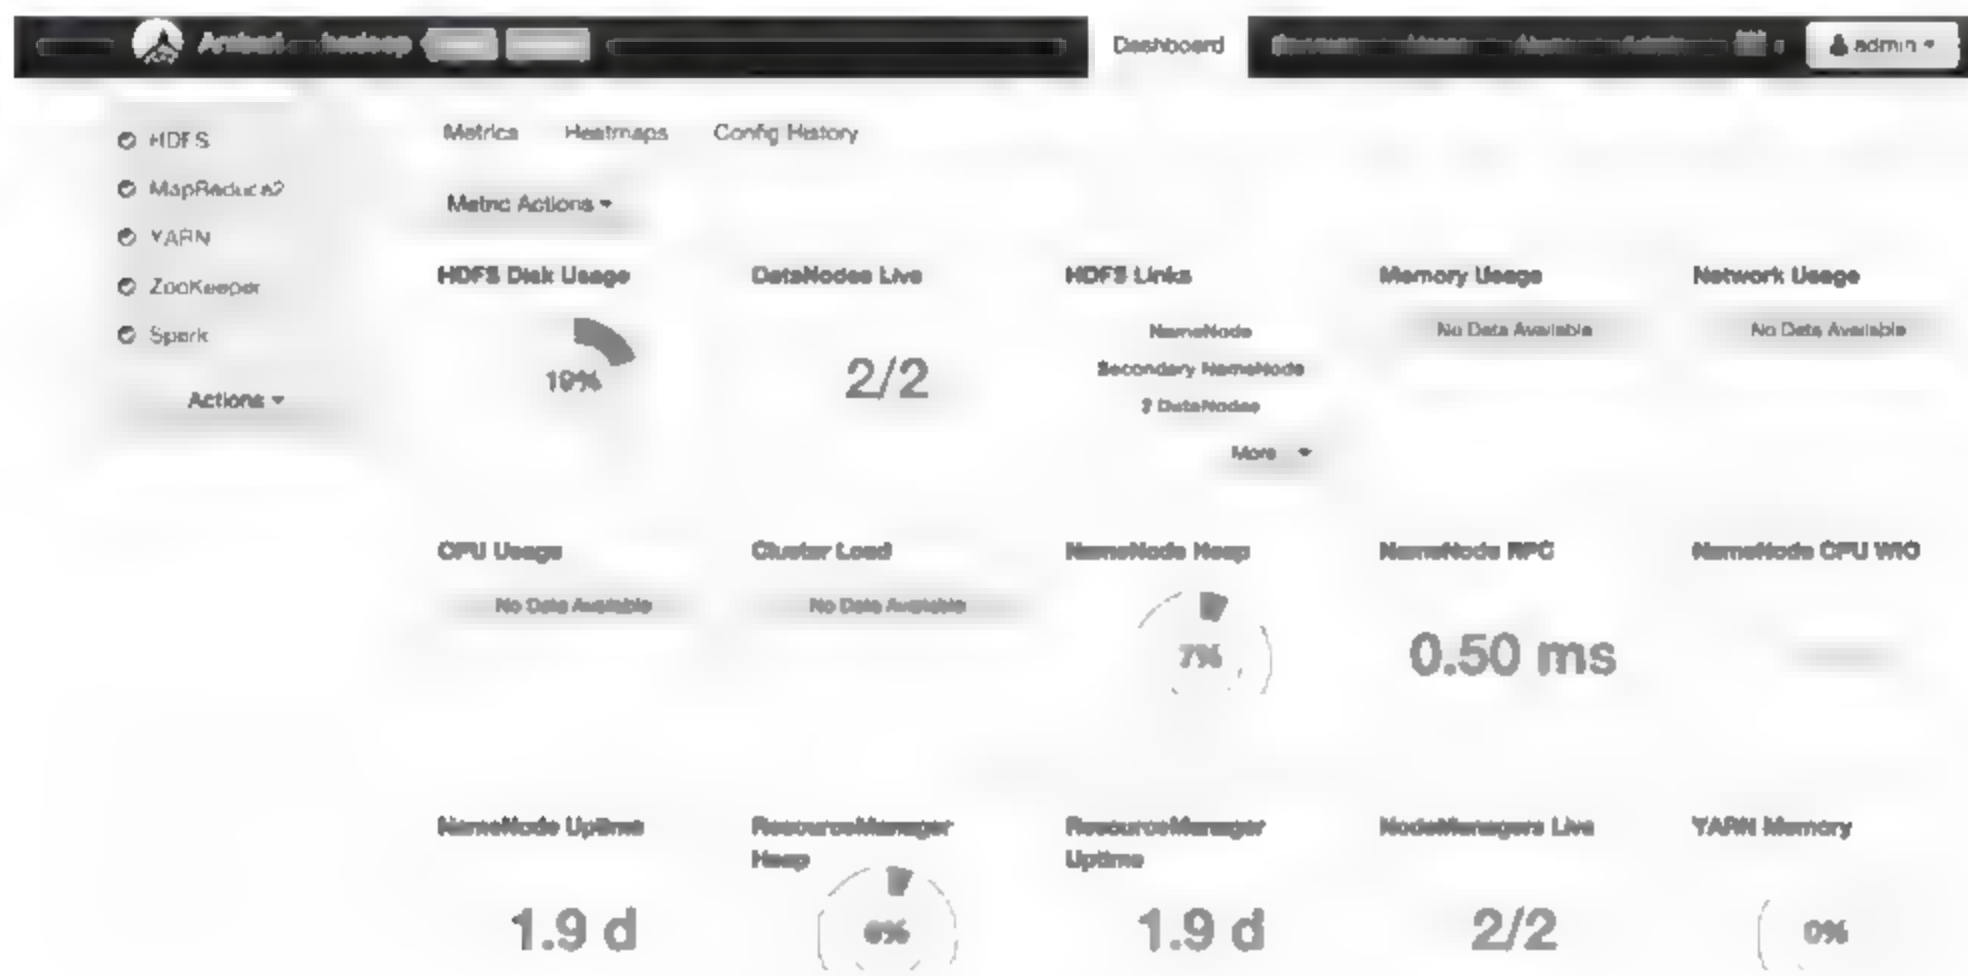 Ambari hadoop Dashboard admin
HDFS
MapReduce2
YARN
ZooKeeper
Spark
Actions
Metrics Heatmaps Config History
Metric Actions
HDFS Disk Usage DataNodes Live HDFS Links Memory Usage Network Usage
NameNode No Data Available No Data Available
Secondary NameNode
19% 2/2
DataNodes
More
CPU Usage Cluster Load NameNode Heap NameNode RPC NameNode CPU WIO
No Data Available No Data Available
7% 0.50 ms
NameNode Uptime ResourceManager ResourceManager NodeManagers Live YARN Memory
Heap Uptime
1.9 d 1.9 d 2/2 0%